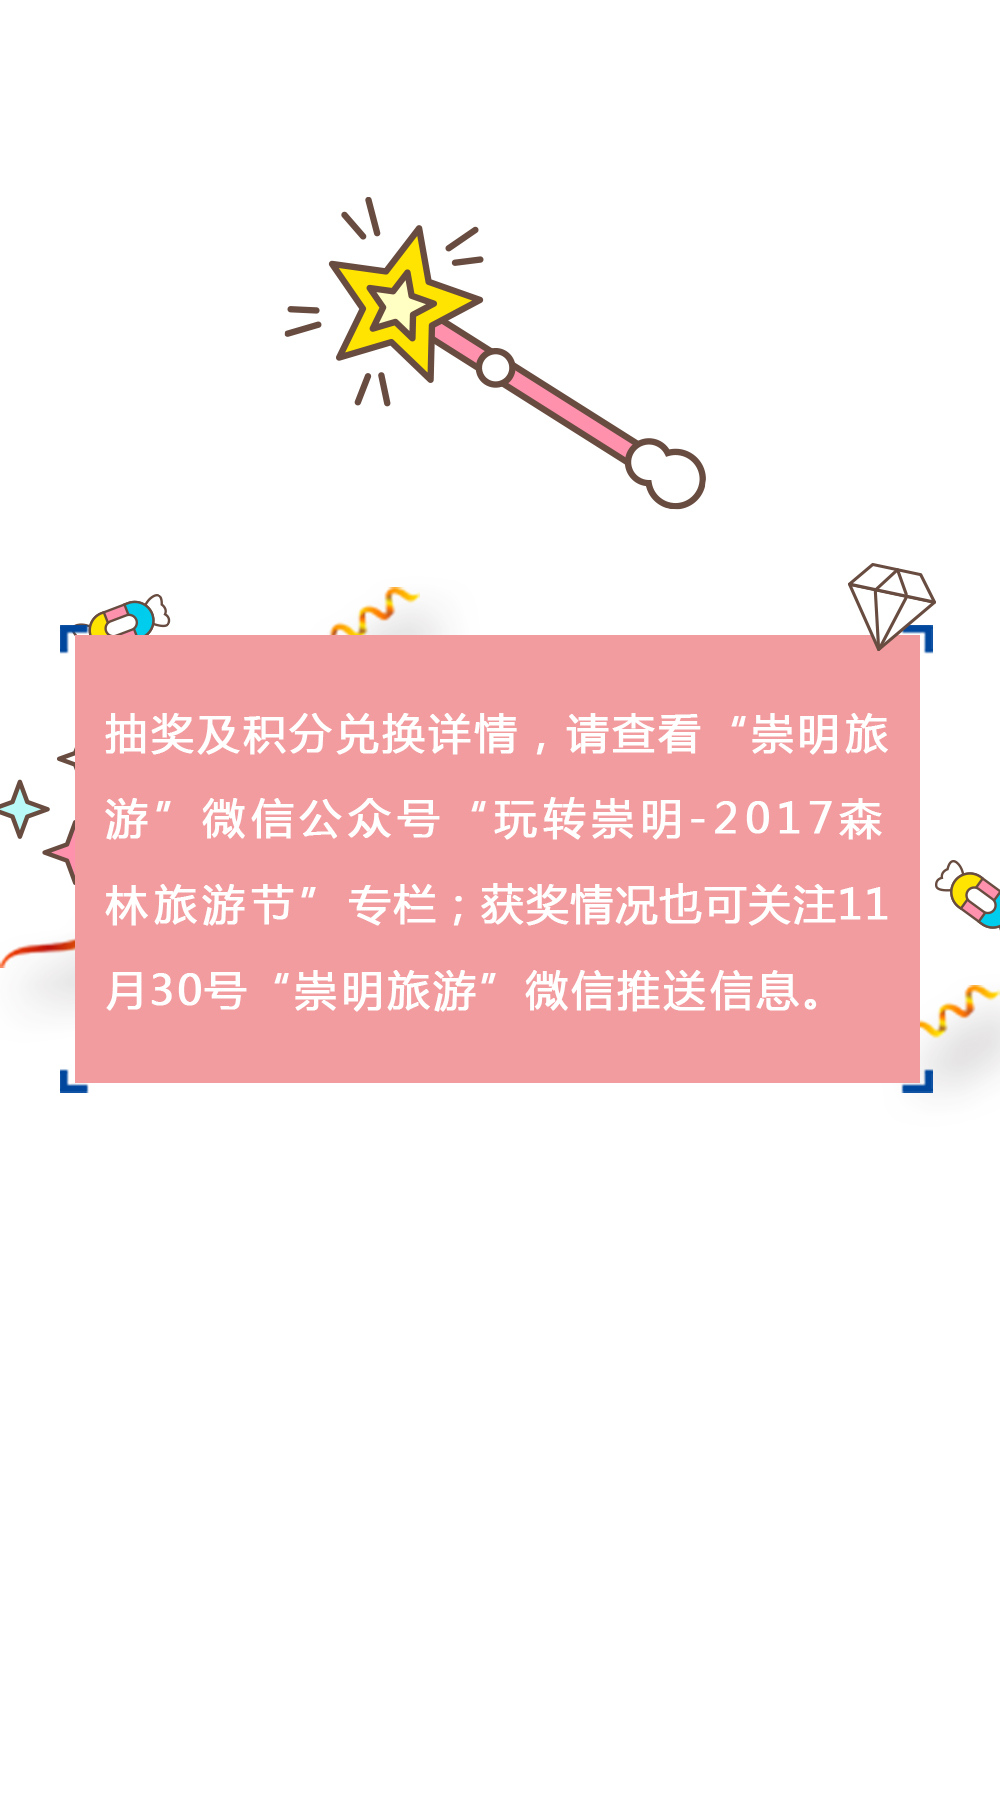 抽奖及积分兑换详情，请查看“崇明旅
游”微信公众号“玩转崇明-2017森
林旅游节”专栏；获奖情况也可关注11
月30号“崇明旅游”微信推送信息。